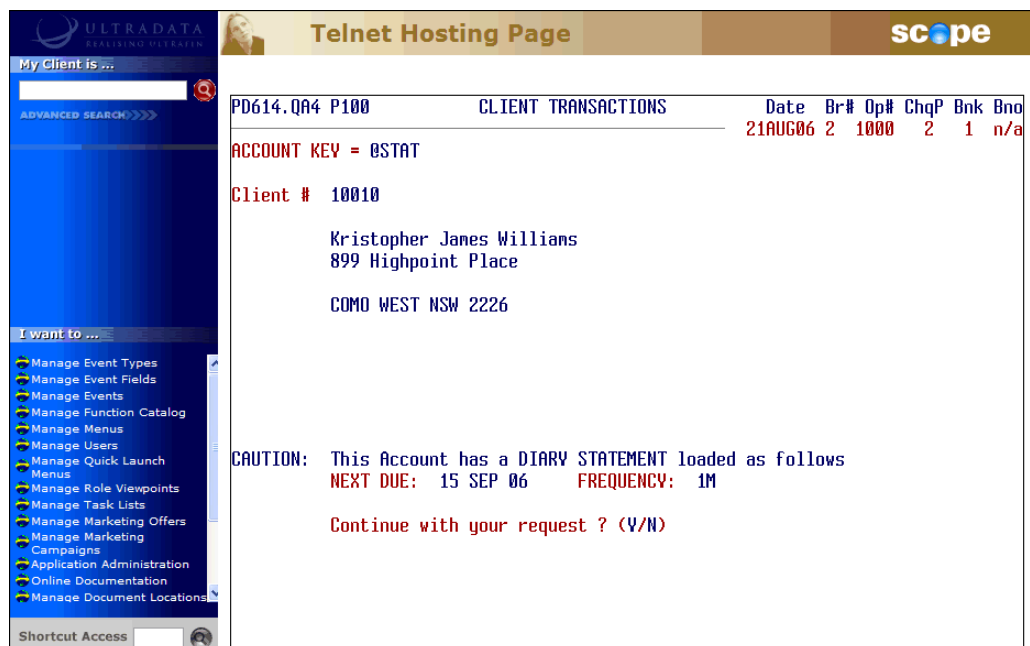 ULTRADATA
REALISING ULTRAFIN
Telnet Hosting Page
scope
My Client is ...
ADVANCED SEARCH
PD614.QA4 P100 CLIENT TRANSACTIONS Date Br# Op# ChqP Bnk Bno
21AUG06 2 1000 2 1 n/a
ACCOUNT KEY = @STAT
Client # 10010
Kristopher James Williams
899 Highpoint Place
COMO WEST NSW 2226
I want to ...
Manage Event Types
Manage Event Fields
Manage Events
Manage Function Catalog
Manage Menus
Manage Users
Manage Quick Launch
Menus
Manage Role Viewpoints
Manage Task Lists
Manage Marketing Offers
Manage Marketing
Campaigns
Application Administration
Online Documentation
Manage Document Locations
CAUTION: This Account has a DIARY STATEMENT loaded as follows
NEXT DUE: 15 SEP 06 FREQUENCY: 1M
Continue with your request ? (Y/N)
Shortcut Access